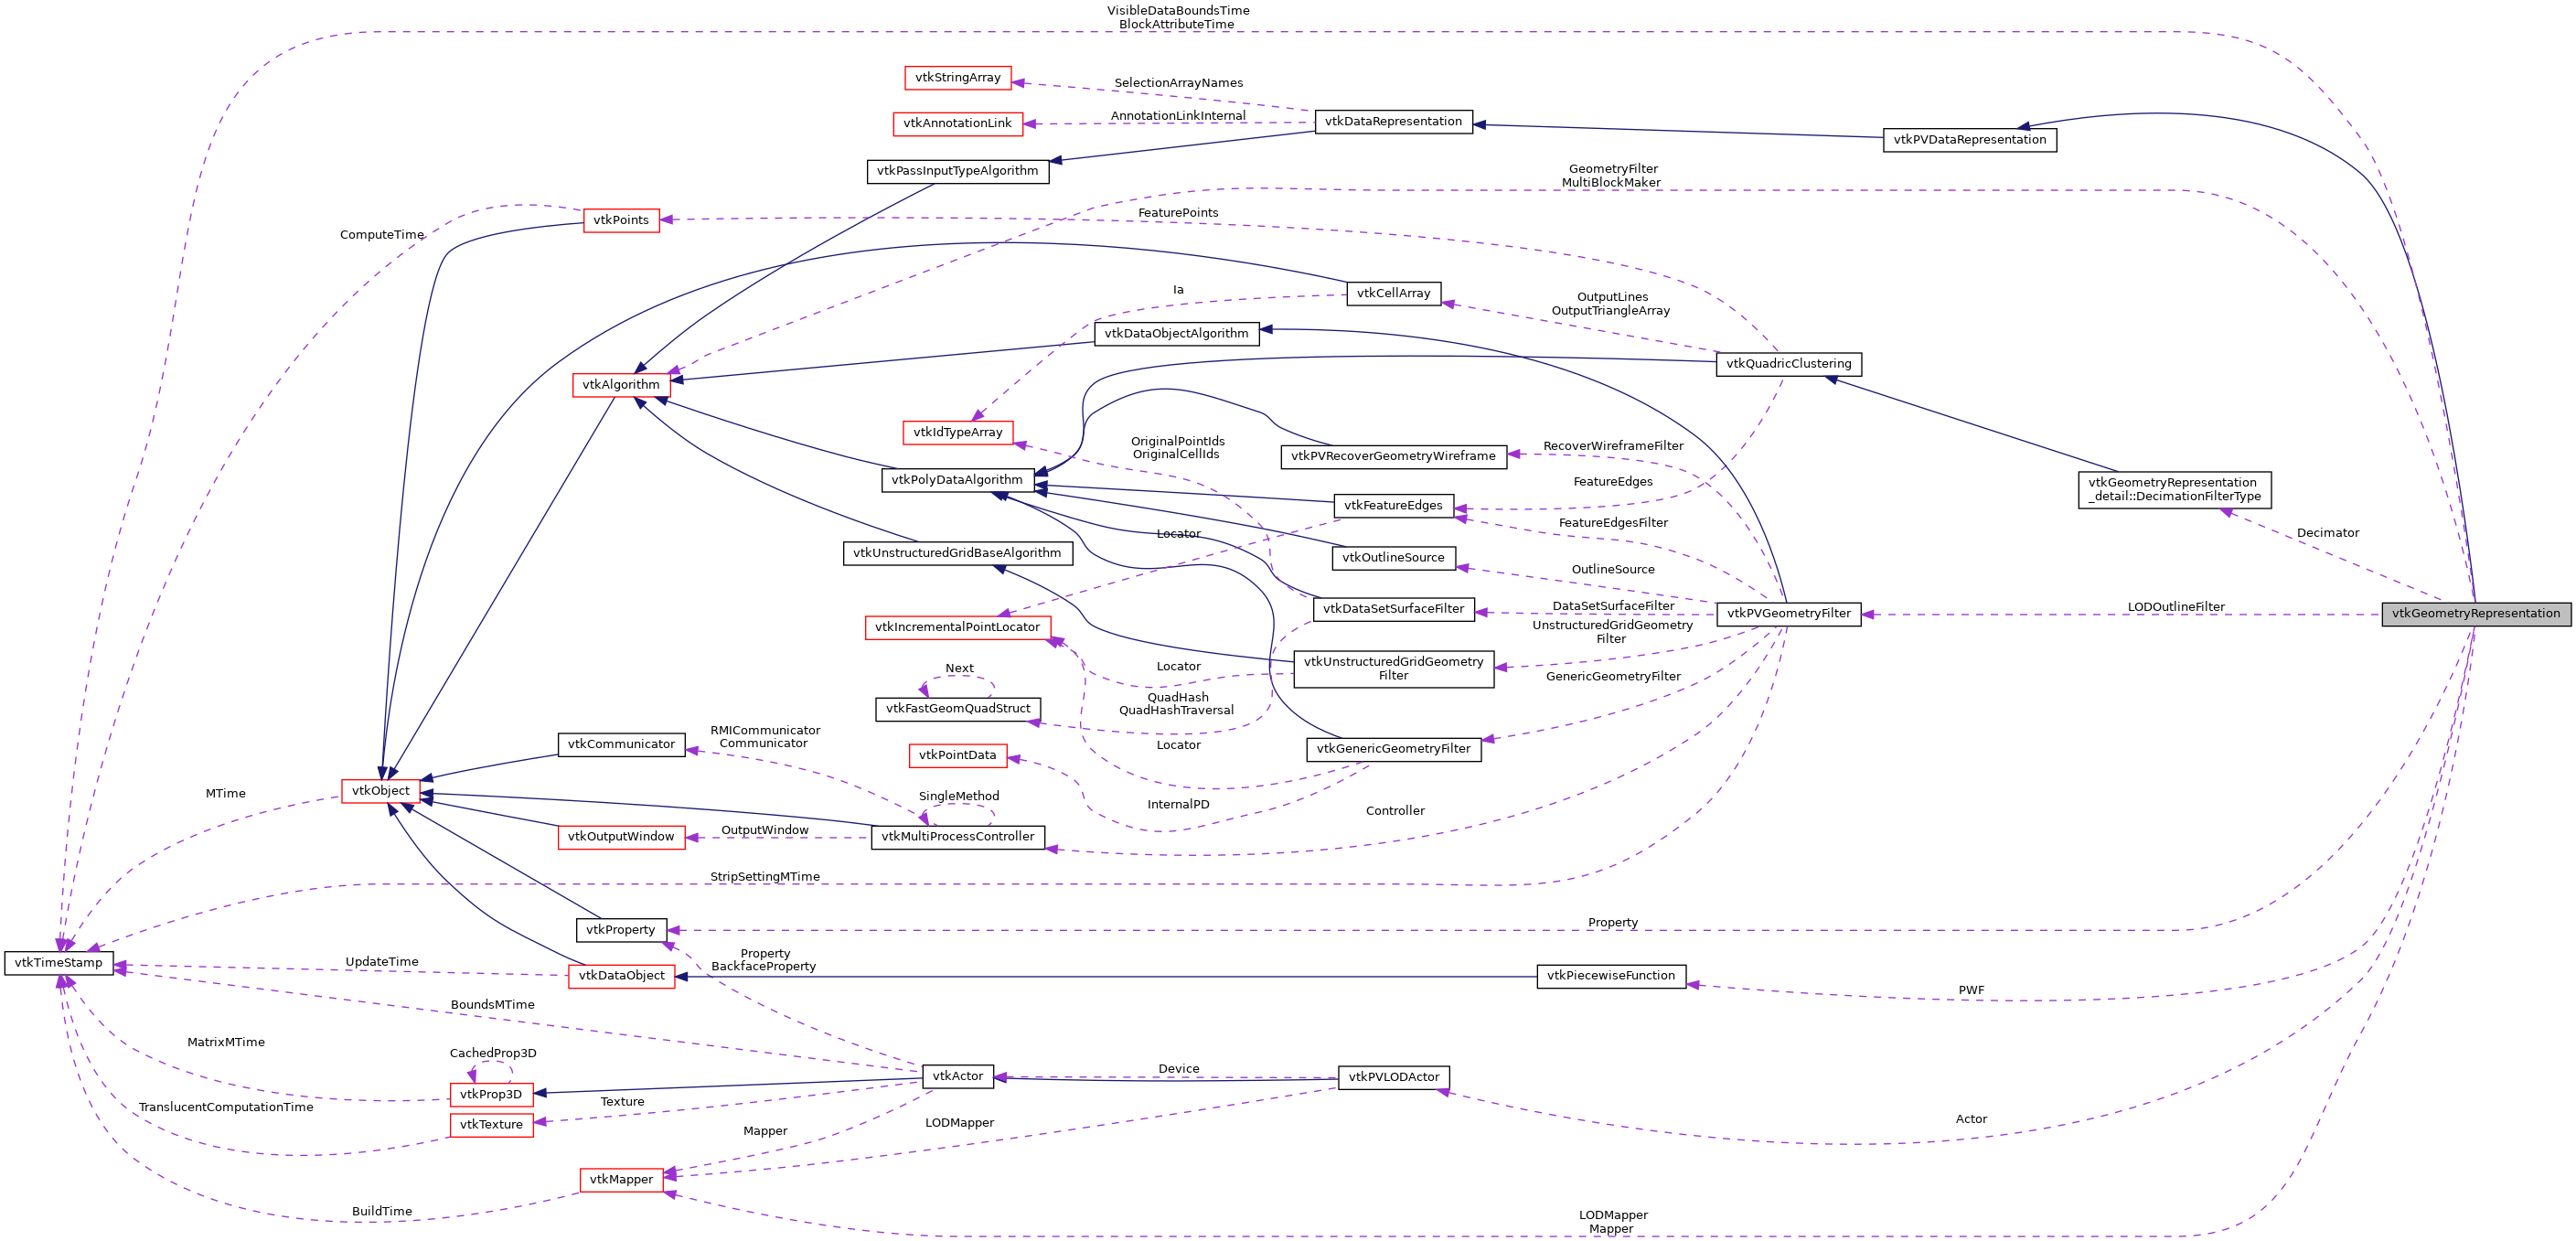 VisibleDataBoundsTime
BlockAttributeTime
vtkStringArray
SelectionArrayNames
vtkAnnotationLink
AnnotationLinkInternal
vtkDataRepresentation
vtkPVDataRepresentation
vtkPassInputTypeAlgorithm
GeometryFilter
MultiBlockMaker
vtkPoints
FeaturePoints
ComputeTime
Ia
vtkCellArray
OutputLines
OutputTriangleArray
vtkDataObjectAlgorithm
vtkQuadricClustering
vtkAlgorithm
vtkIdTypeArray
OriginalPointIds
OriginalCellIds
vtkPVRecoverGeometryWireframe
RecoverWireframeFilter
vtkPolyDataAlgorithm
FeatureEdges
vtkGeometryRepresentation
_detail::DecimationFilterType
vtkFeatureEdges
FeatureEdgesFilter
Locator
Decimator
vtkUnstructuredGridBaseAlgorithm
vtkOutlineSource
OutlineSource
vtkDataSetSurfaceFilter
DataSetSurfaceFilter
vtkPVGeometryFilter
LODOutlineFilter
vtkGeometryRepresentation
vtkIncrementalPointLocator
UnstructuredGridGeometry
Filter
Next
Locator
vtkUnstructuredGridGeometry
Filter
GenericGeometryFilter
vtkFastGeomQuadStruct
QuadHash
QuadHashTraversal
RMICommunicator
Communicator
vtkCommunicator
vtkPointData
Locator
vtkGenericGeometryFilter
vtkObject
MTime
SingleMethod
InternalPD
Controller
vtkOutputWindow
OutputWindow
vtkMultiProcessController
StripSettingMTime
vtkProperty
Property
vtkTimeStamp
UpdateTime
vtkDataObject
Property
BackfaceProperty
vtkPiecewiseFunction
PWF
BoundsMTime
MatrixMTime
CachedProp3D
vtkProp3D
vtkActor
Device
vtkPVLODActor
TranslucentComputationTime
vtkTexture
Texture
Mapper
LODMapper
Actor
vtkMapper
BuildTime
LODMapper
Mapper